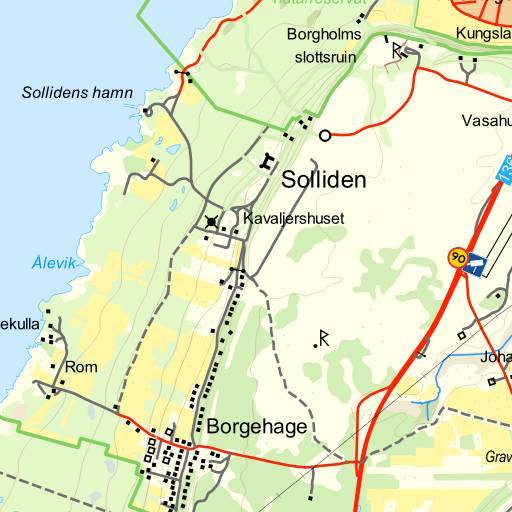 naturreservat
Borgholms
slottsruin
Kungsla
Sollidens hamn
Vasahu
136
Solliden
Kavaljershuset
Ålevik
90
ekulla
R
Joha
Rom
Borgehage
Grav